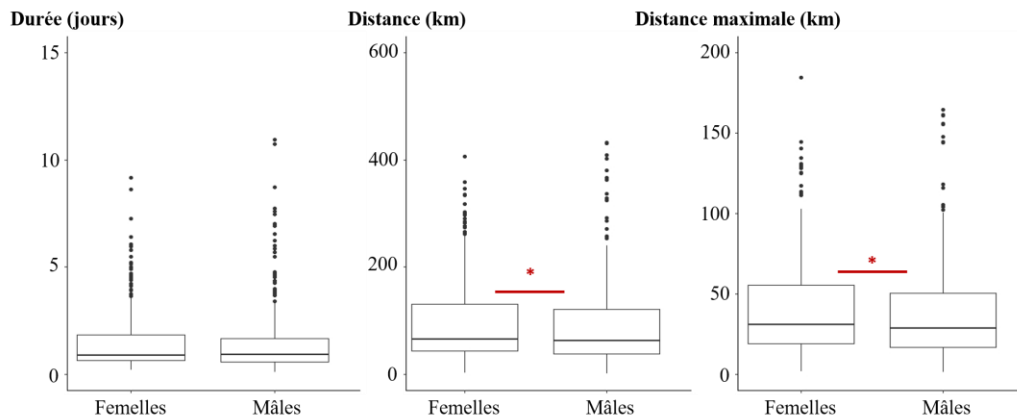 Durée (jours)
15
10
5
0
Femelles Mâles
Distance (km)
600
400
200
0
*
Femelles Mâles
Distance maximale (km)
200
150
100
50
0
*
Femelles Mâles